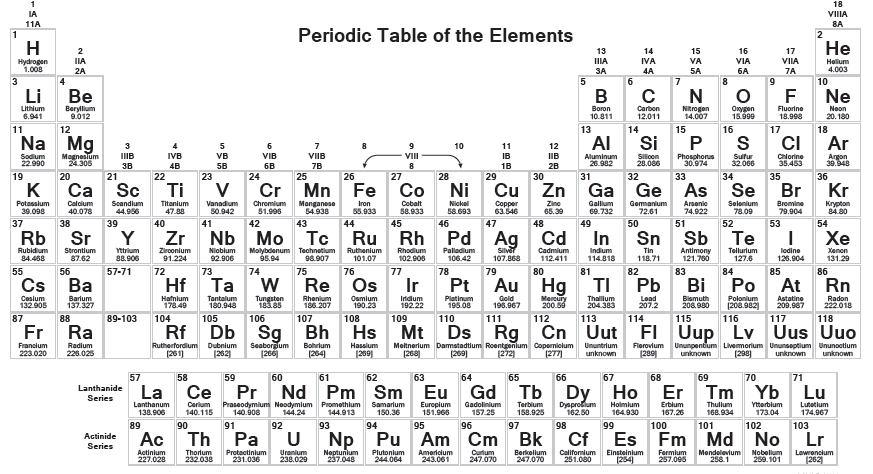 1 18
IA VIIIA
11A 8A
Periodic Table of the Elements
1 2
H He
Hydrogen Helium
1.008 4.003
2 13 14 15 16 17
IIA IIIA IVA VA VIA VIIA
2A 3A 4A 5A 6A 7A
3 4 5 6 7 8 9 10
Li Be B C N O F Ne
Lithium Beryllium Boron Carbon Nitrogen Oxygen Fluorine Neon
6.941 9.012 10.811 12.011 14.007 15.999 18.998 20.180
11 12 13 14 15 16 17 18
Na Mg Al Si P S Cl Ar
Sodium Magnesium Aluminum Silicon Phosphorus Sulfur Chlorine Argon
22.990 24.305 26.982 28.086 30.974 32.066 35.453 39.948
3 4 5 6 7 8 9 10 11 12
IIIB IVB VB VIB VIIB VIII IB IIB
3B 4B 5B 6B 7B 8 1B 2B
19 20 21 22 23 24 25 26 27 28 29 30 31 32 33 34 35 36
K Ca Sc Ti V Cr Mn Fe Co Ni Cu Zn Ga Ge As Se Br Kr
Potassium Calcium Scandium Titanium Vanadium Chromium Manganese Iron Cobalt Nickel Copper Zinc Gallium Germanium Arsenic Selenium Bromine Krypton
39.098 40.078 44.956 47.88 50.942 51.996 54.938 55.933 58.933 58.693 63.546 65.39 69.732 72.61 74.922 78.09 79.904 84.80
37 38 39 40 41 42 43 44 45 46 47 48 49 50 51 52 53 54
Rb Sr Y Zr Nb Mo Tc Ru Rh Pd Ag Cd In Sn Sb Te I Xe
Rubidium Strontium Yttrium Zirconium Niobium Molybdenum Technetium Ruthenium Rhodium Palladium Silver Cadmium Indium Tin Antimony Tellurium Iodine Xenon
84.468 87.62 88.906 91.224 92.906 95.94 98.907 101.07 102.906 106.42 107.868 112.411 114.818 118.71 121.760 127.6 126.904 131.29
55 56 57-71 72 73 74 75 76 77 78 79 80 81 82 83 84 85 86
Cs Ba Hf Ta W Re Os Ir Pt Au Hg Tl Pb Bi Po At Rn
Cesium Barium Hafnium Tantalum Tungsten Rhenium Osmium Iridium Platinum Gold Mercury Thallium Lead Bismuth Polonium Astatine Radon
132.905 137.327 178.49 180.948 183.85 186.207 190.23 192.22 195.08 196.967 200.59 204.383 207.2 208.980 [208.982] 209.987 222.018
87 88 89-103 104 105 106 107 108 109 110 111 112 113 114 115 116 117 118
Fr Ra Rf Db Sg Bh Hs Mt Ds Rg Cn Uut Fl Uup Lv Uus Uuo
Francium Radium Rutherfordium Dubnium Seaborgium Bohrium Hassium Meitnerium Darmstadtium Roentgenium Copernicium Ununtrium Flerovium Ununpentium Livermorium Ununseptium Ununoctium
223.020 226.025 [261] [262] [266] [264] [269] [268] [269] [272] [277] unknown [289] unknown [298] unknown unknown
57 58 59 60 61 62 63 64 65 66 67 68 69 70 71
Lanthanide Series La Ce Pr Nd Pm Sm Eu Gd Tb Dy Ho Er Tm Yb Lu
Lanthanum Cerium Praseodymium Neodymium Promethium Samarium Europium Gadolinium Terbium Dysprosium Holmium Erbium Thulium Ytterbium Lutetium
138.906 140.115 140.908 144.24 144.913 150.36 151.966 157.25 158.925 162.50 164.930 167.26 168.934 173.04 174.967
89 90 91 92 93 94 95 96 97 98 99 100 101 102 103
Actinide Series Ac Th Pa U Np Pu Am Cm Bk Cf Es Fm Md No Lr
Actinium Thorium Protactinium Uranium Neptunium Plutonium Americium Curium Berkelium Californium Einsteinium Fermium Mendelevium Nobelium Lawrencium
227.028 232.038 231.036 238.029 237.048 244.064 243.061 247.070 247.070 251.080 [254] 257.095 258.1 259.101 [262]